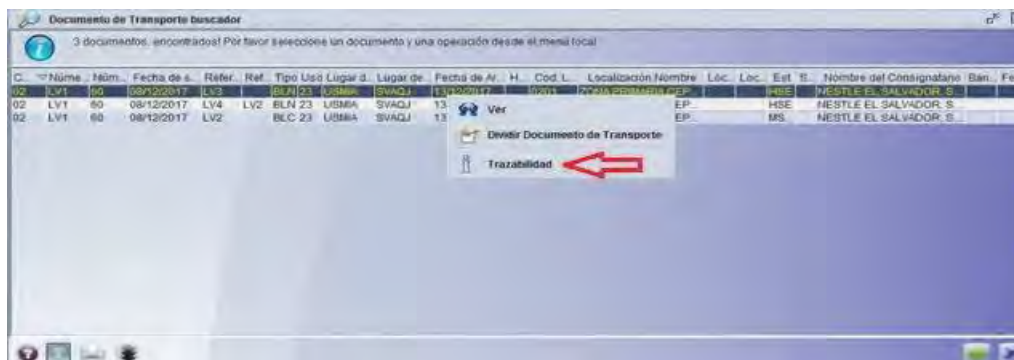 Documento de Transporte buscador
3 documentos, encontrados! Por favor seleccione un documento y una operación desde el menú local
C... Núme... Núm... Fecha de s... Refer... Ref... Tipo Uso Lugar d... Lugar de... Fecha de Ar... H... Cod L... Localización Nombre Loc... Loc... Est S... Nombre del Consignatario Ban... Fe
02 LV1 60 08/12/2017 LV3 BLN 23 USMIA SVAQJ 13/12/2017 0201 ZONA PRIMARIA CEP... HSE NESTLE EL SALVADOR, S...
02 LV1 60 08/12/2017 LV4 LV2 BLN 23 USMIA SVAQJ 13 EP... HSE NESTLE EL SALVADOR, S...
02 LV1 60 08/12/2017 LV2 BLC 23 USMIA SVAQJ 13 EP... MS NESTLE EL SALVADOR, S...
Ver
Dividir Documento de Transporte
Trazabilidad